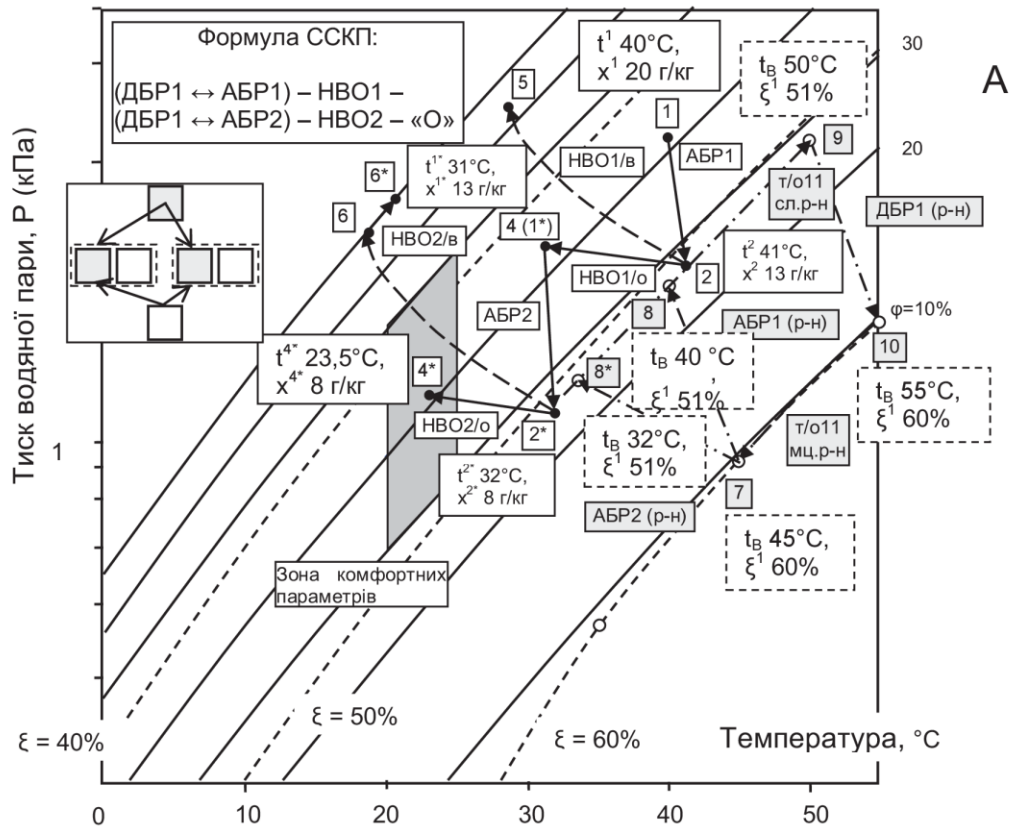 Формула ССКП:
(ДБР1 ↔ АБР1) – НВО1 –
(ДБР1 ↔ АБР2) – НВО2 – «О»
t¹ 40°C,
x¹ 20 г/кг
t_B 50°C
ξ¹ 51%
30
А
5
1
9
20
НВО1/в
АБР1
t¹* 31°C,
x¹* 13 г/кг
6*
6
т/о11
сл.р-н
ДБР1 (р-н)
4 (1*)
НВО2/в
НВО1/о
2
t² 41°C,
x² 13 г/кг
8
АБР2
АБР1 (р-н)
φ=10%
10
t⁴* 23,5°C,
x⁴* 8 г/кг
4*
8*
t_B 40 °C
,
ξ¹ 51%
t_B 55°C,
ξ¹ 60%
НВО2/о
2*
t_B 32°C,
ξ¹ 51%
т/о11
мц.р-н
t²* 32°C,
x²* 8 г/кг
7
АБР2 (р-н)
t_B 45°C,
ξ¹ 60%
Зона комфортних
параметрів
Тиск водяної пари, Р (кПа)
1
ξ = 40%
ξ = 50%
ξ = 60%
Температура, °C
0
10
20
30
40
50